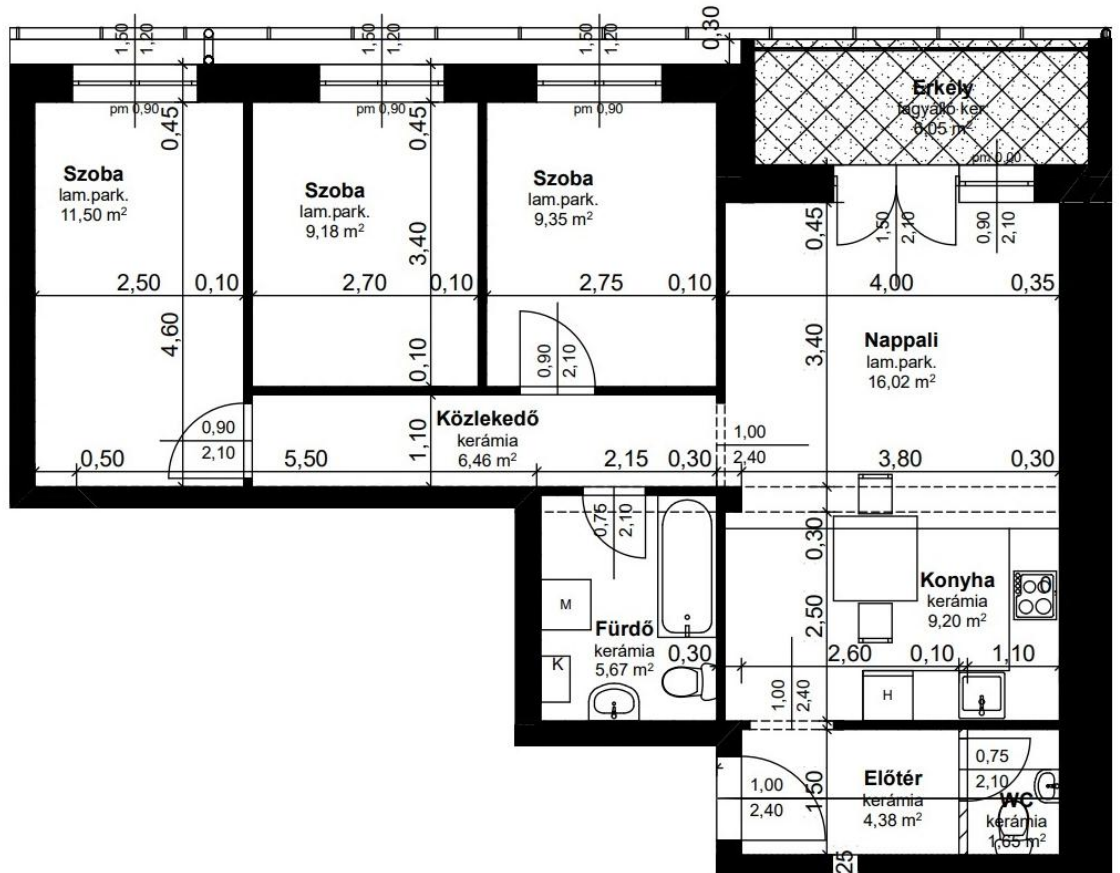 1,50
1,20
1,50
1,20
1,50
1,20
0,30
pm 0,90
pm 0,90
pm 0,90
Erkély
fagyálló ker.
6,05 m²
pm 0,00
0,45
0,45
0,45
1,50
2,10
0,90
2,10
Szoba
lam.park.
11,50 m²
Szoba
lam.park.
9,18 m²
Szoba
lam.park.
9,35 m²
3,40
2,50
0,10
2,70
0,10
2,75
0,10
4,00
0,35
4,60
0,10
0,90
2,10
3,40
Nappali
lam.park.
16,02 m²
0,90
2,10
1,10
Közlekedő
kerámia
6,46 m²
1,00
2,40
0,50
5,50
2,15
0,30
3,80
0,30
0,75
2,10
0,30
M
Fürdő
kerámia
5,67 m²
K
0,30
2,50
Konyha
kerámia
9,20 m²
2,60
0,10
1,10
1,00
2,40
H
1,00
2,40
1,50
Előtér
kerámia
4,38 m²
0,75
2,10
WC
kerámia
1,65 m²
25